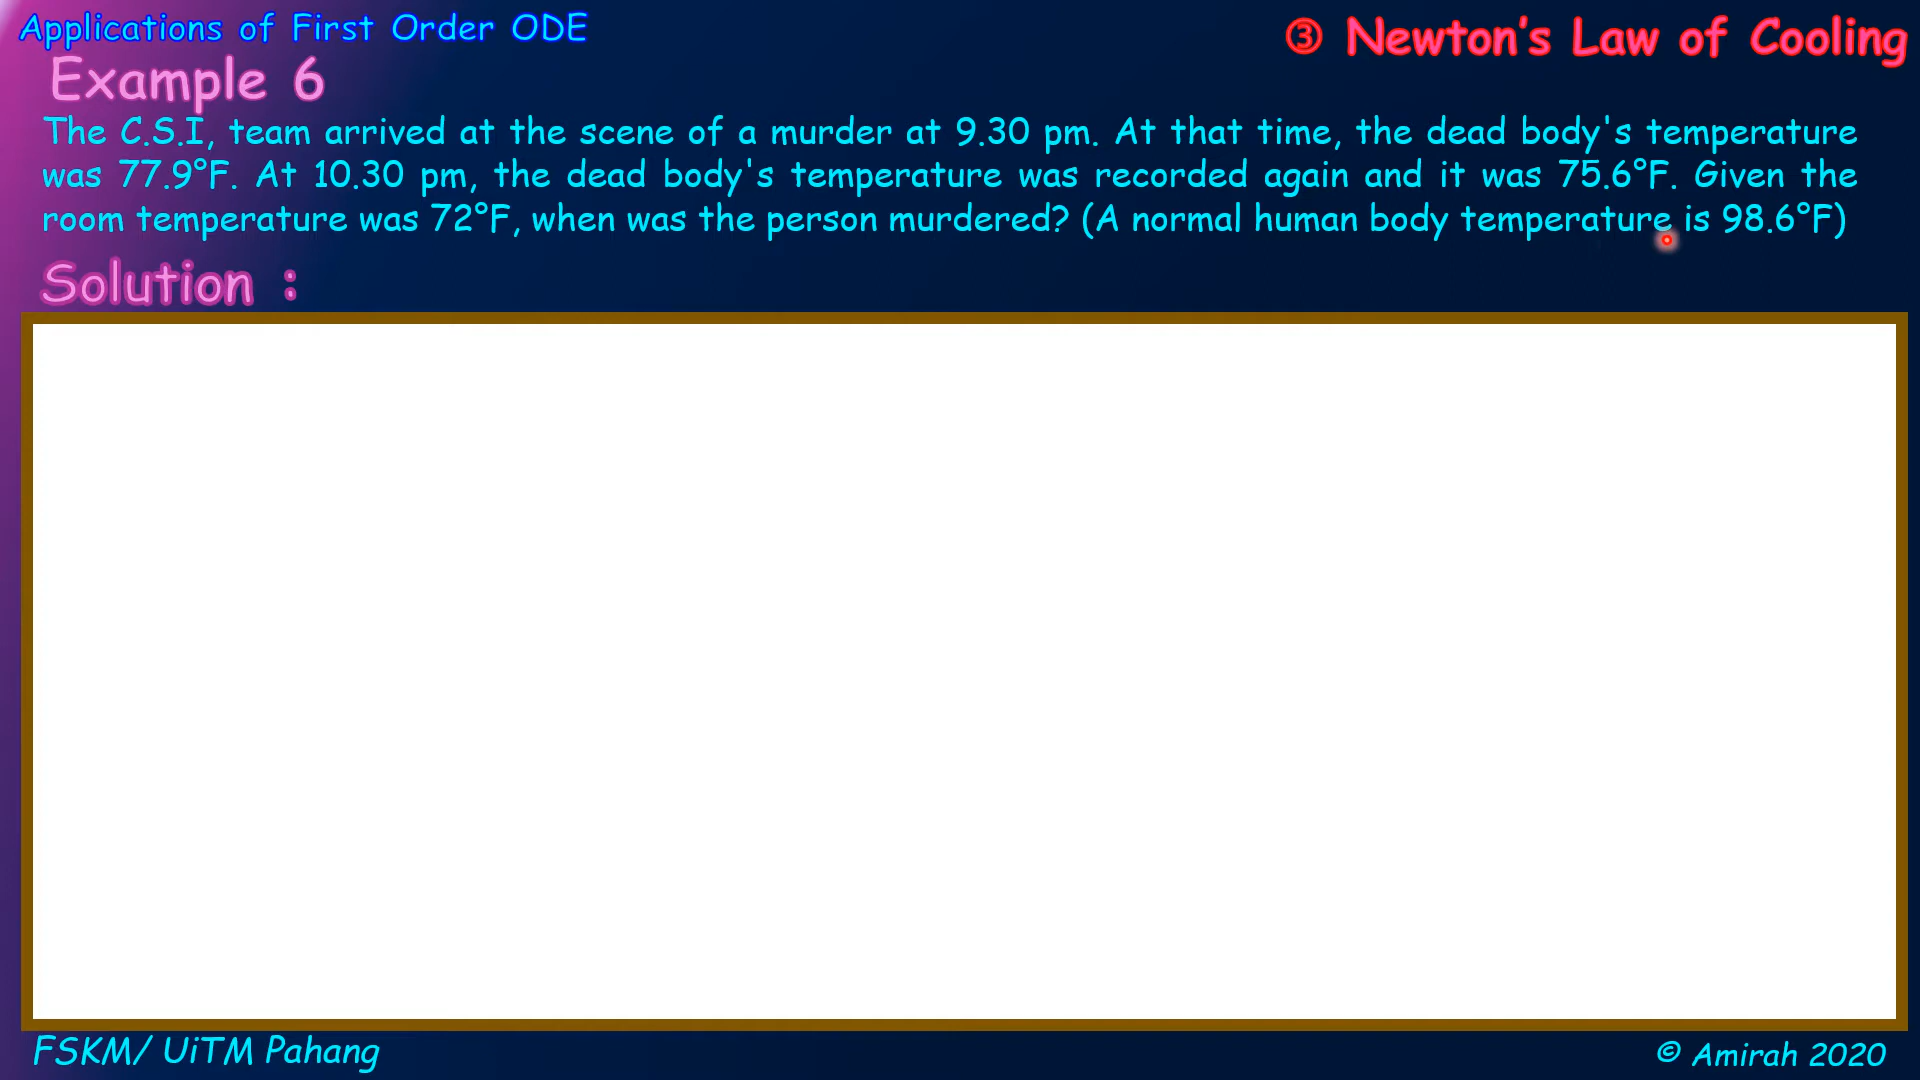 Applications of First Order ODE
③ Newton's Law of Cooling
Example 6
The C.S.I, team arrived at the scene of a murder at 9.30 pm. At that time, the dead body's temperature
was 77.9°F. At 10.30 pm, the dead body's temperature was recorded again and it was 75.6°F. Given the
room temperature was 72°F, when was the person murdered? (A normal human body temperature is 98.6°F)
Solution :
FSKM/ UiTM Pahang
© Amirah 2020